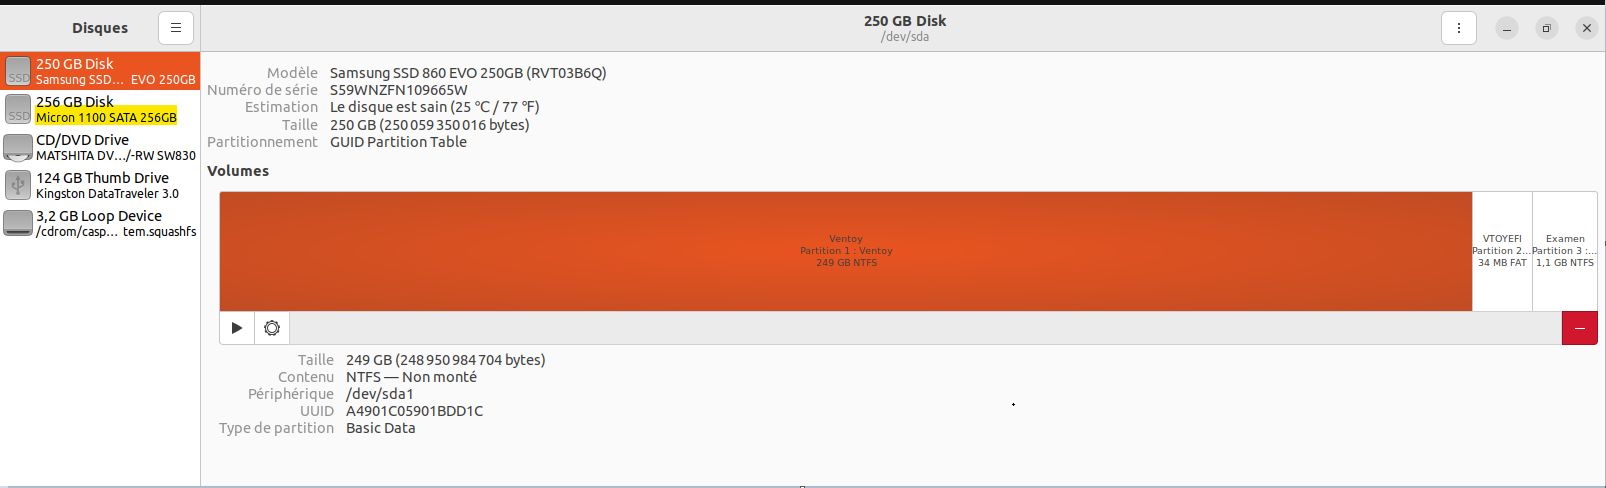 Disques
250 GB Disk
/dev/sda
250 GB Disk
Samsung SSD… EVO 250GB
256 GB Disk
Micron 1100 SATA 256GB
CD/DVD Drive
MATSHITA DV…/-RW SW830
124 GB Thumb Drive
Kingston DataTraveler 3.0
3,2 GB Loop Device
/cdrom/casp… tem.squashfs
SSD
SSD
Modèle Samsung SSD 860 EVO 250GB (RVT03B6Q)
Numéro de série S59WNZFN109665W
Estimation Le disque est sain (25 °C / 77 °F)
Taille 250 GB (250 059 350 016 bytes)
Partitionnement GUID Partition Table
Volumes
Ventoy
Partition 1 : Ventoy
249 GB NTFS
VTOYEFI
Partition 2…
34 MB FAT
Examen
Partition 3 :…
1,1 GB NTFS
Taille 249 GB (248 950 984 704 bytes)
Contenu NTFS — Non monté
Périphérique /dev/sda1
UUID A4901C05901BDD1C
Type de partition Basic Data